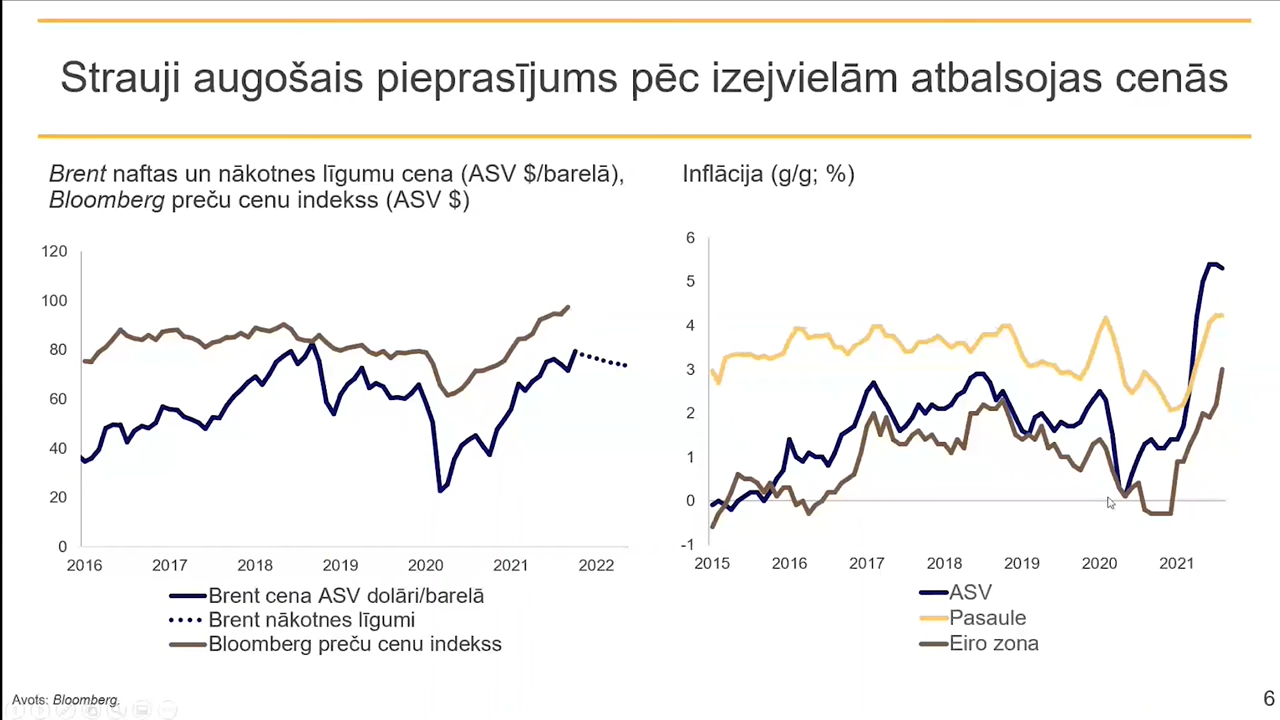 Strauji augošais pieprasījums pēc izejvielām atbalsojas cenās
Brent naftas un nākotnes līgumu cena (ASV $/barelā),
Bloomberg preču cenu indekss (ASV $)
120
100
80
60
40
20
0
2016 2017 2018 2019 2020 2021 2022
Brent cena ASV dolāri/barelā
Brent nākotnes līgumi
Bloomberg preču cenu indekss
Inflācija (g/g; %)
6
5
4
3
2
1
0
-1
2015 2016 2017 2018 2019 2020 2021
ASV
Pasaule
Eiro zona
Avots: Bloomberg.
6